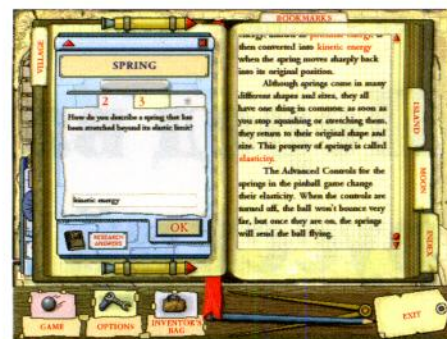 BOOKMARKS
VILLAGE
SPRING
2 3
How do you describe a spring that has
been stretched beyond its elastic limit?
kinetic energy
RESEARCH
ANSWERS
OK
energy, known as potential energy is
then converted into kinetic energy
when the spring moves sharply back
into its original position.
Although springs come in many
different shapes and sizes, they all
have one thing in common: as soon as
you stop squashing or stretching them,
they return to their original shape and
size. This property of springs is called
elasticity.
The Advanced Controls for the
springs in the pinball game change
their elasticity. When the controls are
turned off, the ball won't bounce very
far, but once they are on, the springs
will send the ball flying.
ISLAND
MOON
INDEX
GAME
OPTIONS
INVENTOR'S
BAG
EXIT